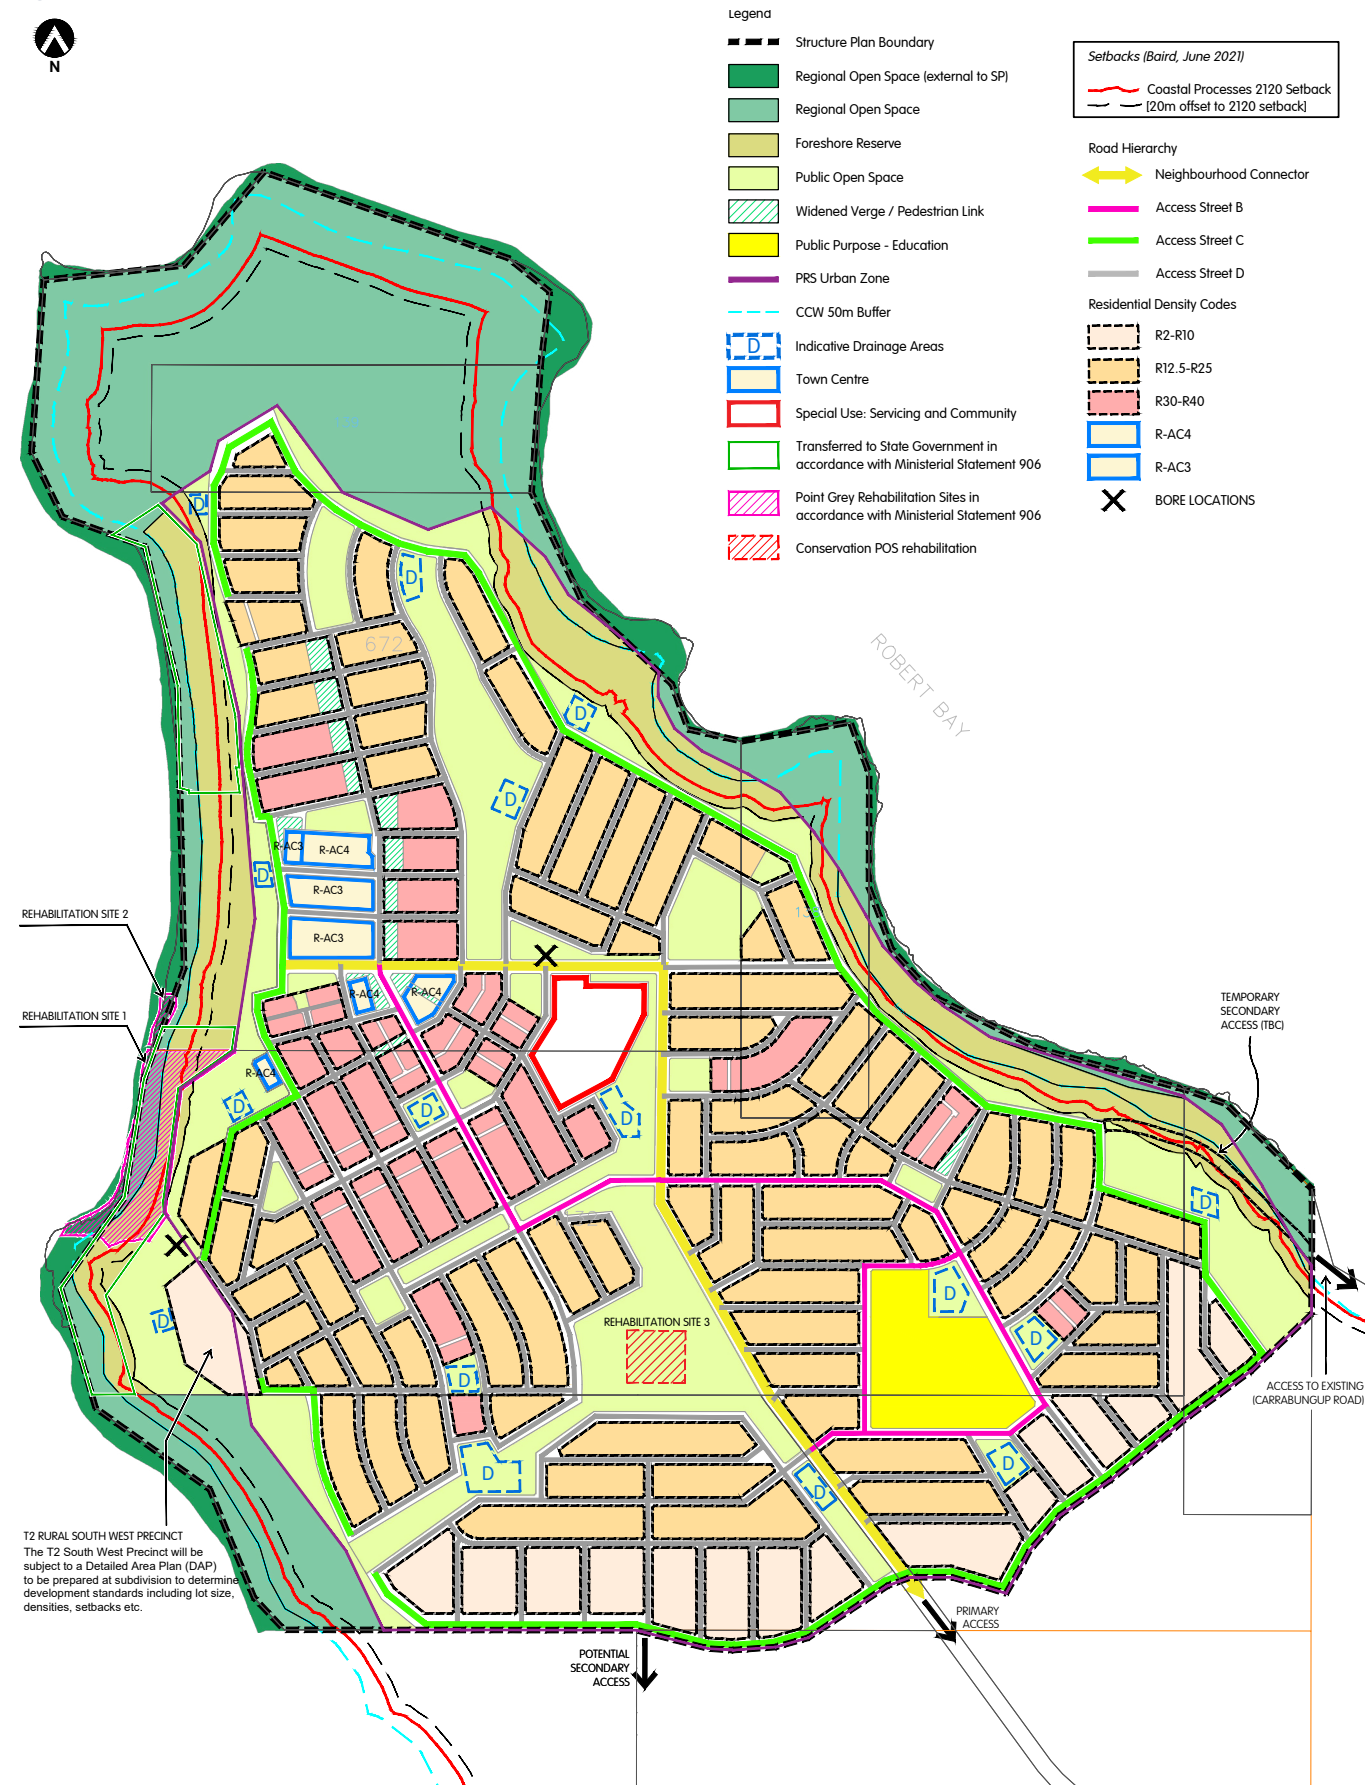 N
Legend
Structure Plan Boundary
Regional Open Space (external to SP)
Regional Open Space
Foreshore Reserve
Public Open Space
Widened Verge / Pedestrian Link
Public Purpose - Education
PRS Urban Zone
CCW 50m Buffer
D
Indicative Drainage Areas
Town Centre
Special Use: Servicing and Community
Transferred to State Government in
accordance with Ministerial Statement 906
Point Grey Rehabilitation Sites in
accordance with Ministerial Statement 906
Conservation POS rehabilitation
Setbacks (Baird, June 2021)
Coastal Processes 2120 Setback
[20m offset to 2120 setback]
Road Hierarchy
Neighbourhood Connector
Access Street B
Access Street C
Access Street D
Residential Density Codes
R2-R10
R12.5-R25
R30-R40
R-AC4
R-AC3
BORE LOCATIONS
D
D
672
ROBERT BAY
D
D
R-AC3
R-AC4
D
R-AC3
R-AC3
REHABILITATION SITE 2
R-AC4
R-AC4
REHABILITATION SITE 1
TEMPORARY
SECONDARY
ACCESS (TBC)
R-AC4
D
D
D
D
D
D
REHABILITATION SITE 3
D
D
ACCESS TO EXISTING
(CARRABUNGUP ROAD)
D
D
D
D
T2 RURAL SOUTH WEST PRECINCT
The T2 South West Precinct will be
subject to a Detailed Area Plan (DAP)
to be prepared at subdivision to determine
development standards including lot size,
densities, setbacks etc.
PRIMARY
ACCESS
POTENTIAL
SECONDARY
ACCESS